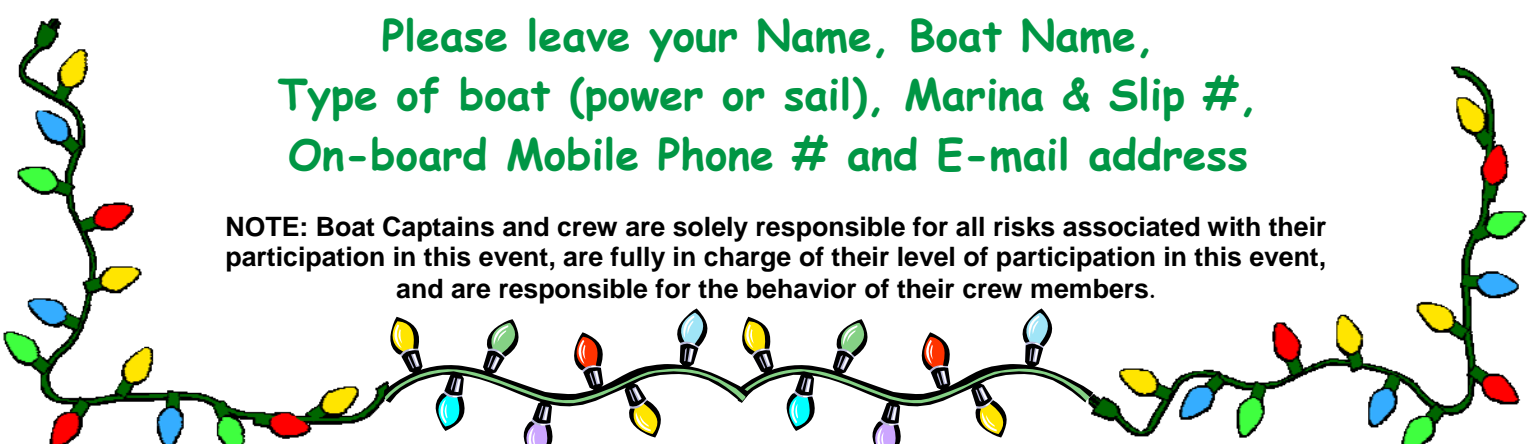 Please leave your Name, Boat Name,
Type of boat (power or sail), Marina & Slip #,
On-board Mobile Phone # and E-mail address
NOTE: Boat Captains and crew are solely responsible for all risks associated with their
participation in this event, are fully in charge of their level of participation in this event,
and are responsible for the behavior of their crew members.